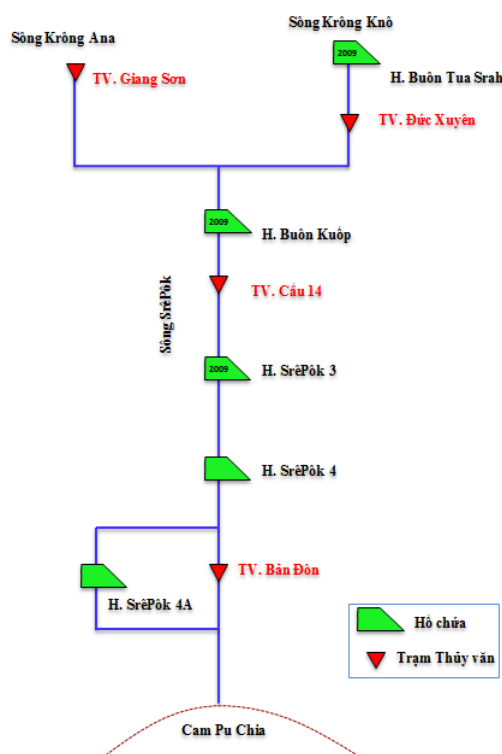 Sông Krông Ana
Sông Krông Knô
TV. Giang Sơn
2009
H. Buôn Tua Srah
TV. Đức Xuyên
2009
H. Buôn Kuốp
TV. Cầu 14
Sông SrêPôk
2009
H. SrêPôk 3
H. SrêPôk 4
TV. Bản Đôn
H. SrêPôk 4A
Hồ chứa
Trạm Thủy văn
Cam Pu Chia